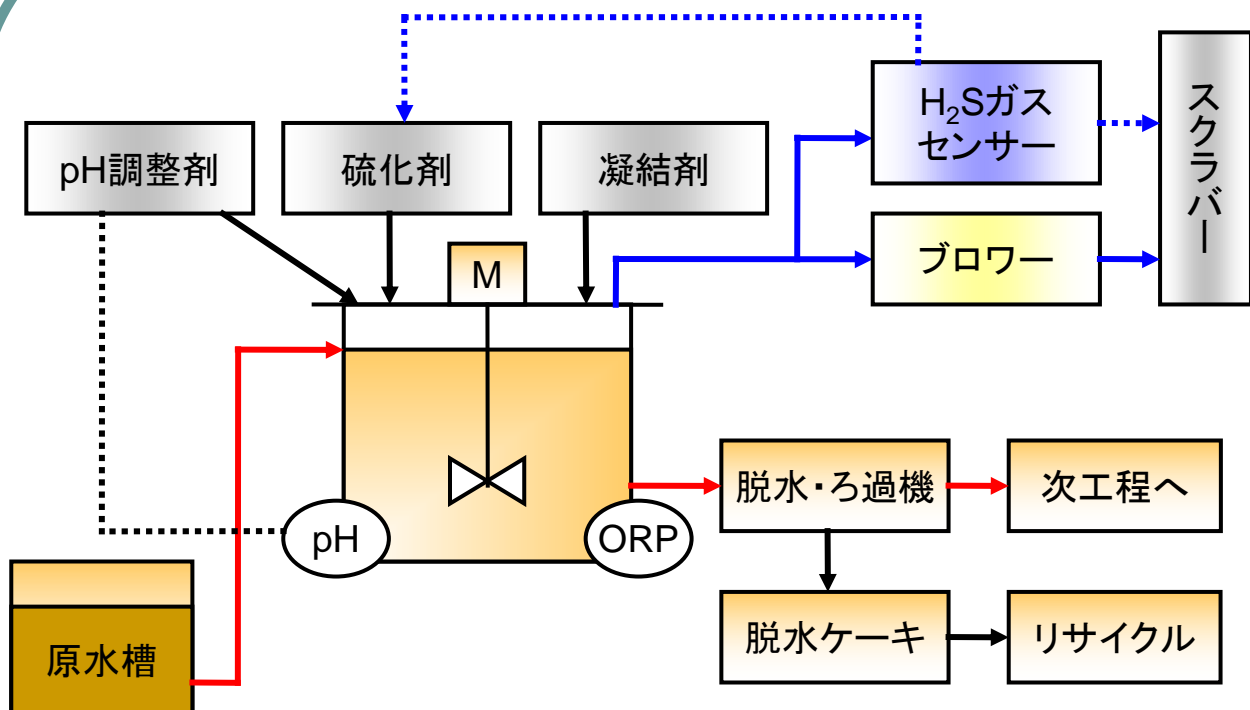 H₂Sガス
センサー
スクラバー
pH調整剤
硫化剤
凝結剤
ブロワー
M
脱水・ろ過機
次工程へ
pH
ORP
脱水ケーキ
リサイクル
原水槽